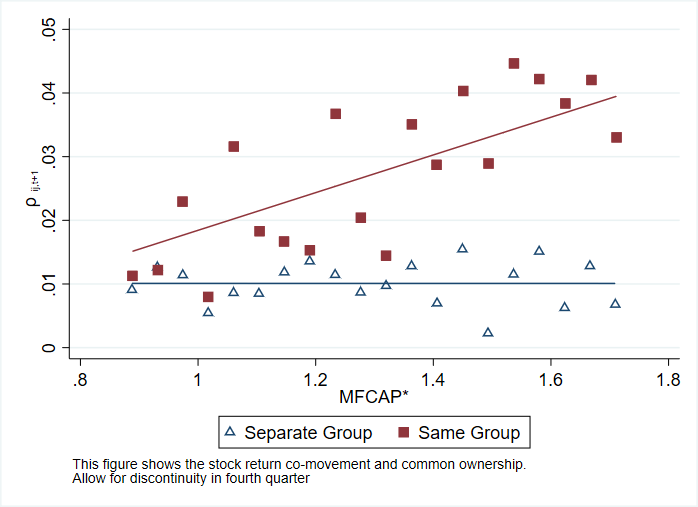 .05
.04
.03
.02
.01
0
ρ ij,t+1
.8 1 1.2 1.4 1.6 1.8
MFCAP*
Separate Group Same Group
This figure shows the stock return co-movement and common ownership.
Allow for discontinuity in fourth quarter